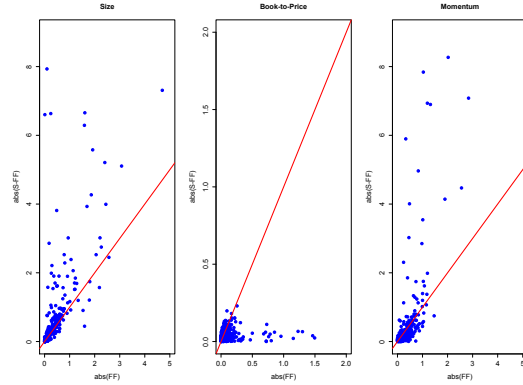 Size
abs(S-FF)
8
6
4
2
0
0 1 2 3 4 5
abs(FF)
Book-to-Price
abs(S-FF)
2.0
1.5
1.0
0.5
0.0
0.0 0.5 1.0 1.5 2.0
abs(FF)
Momentum
abs(S-FF)
8
6
4
2
0
0 1 2 3 4 5
abs(FF)